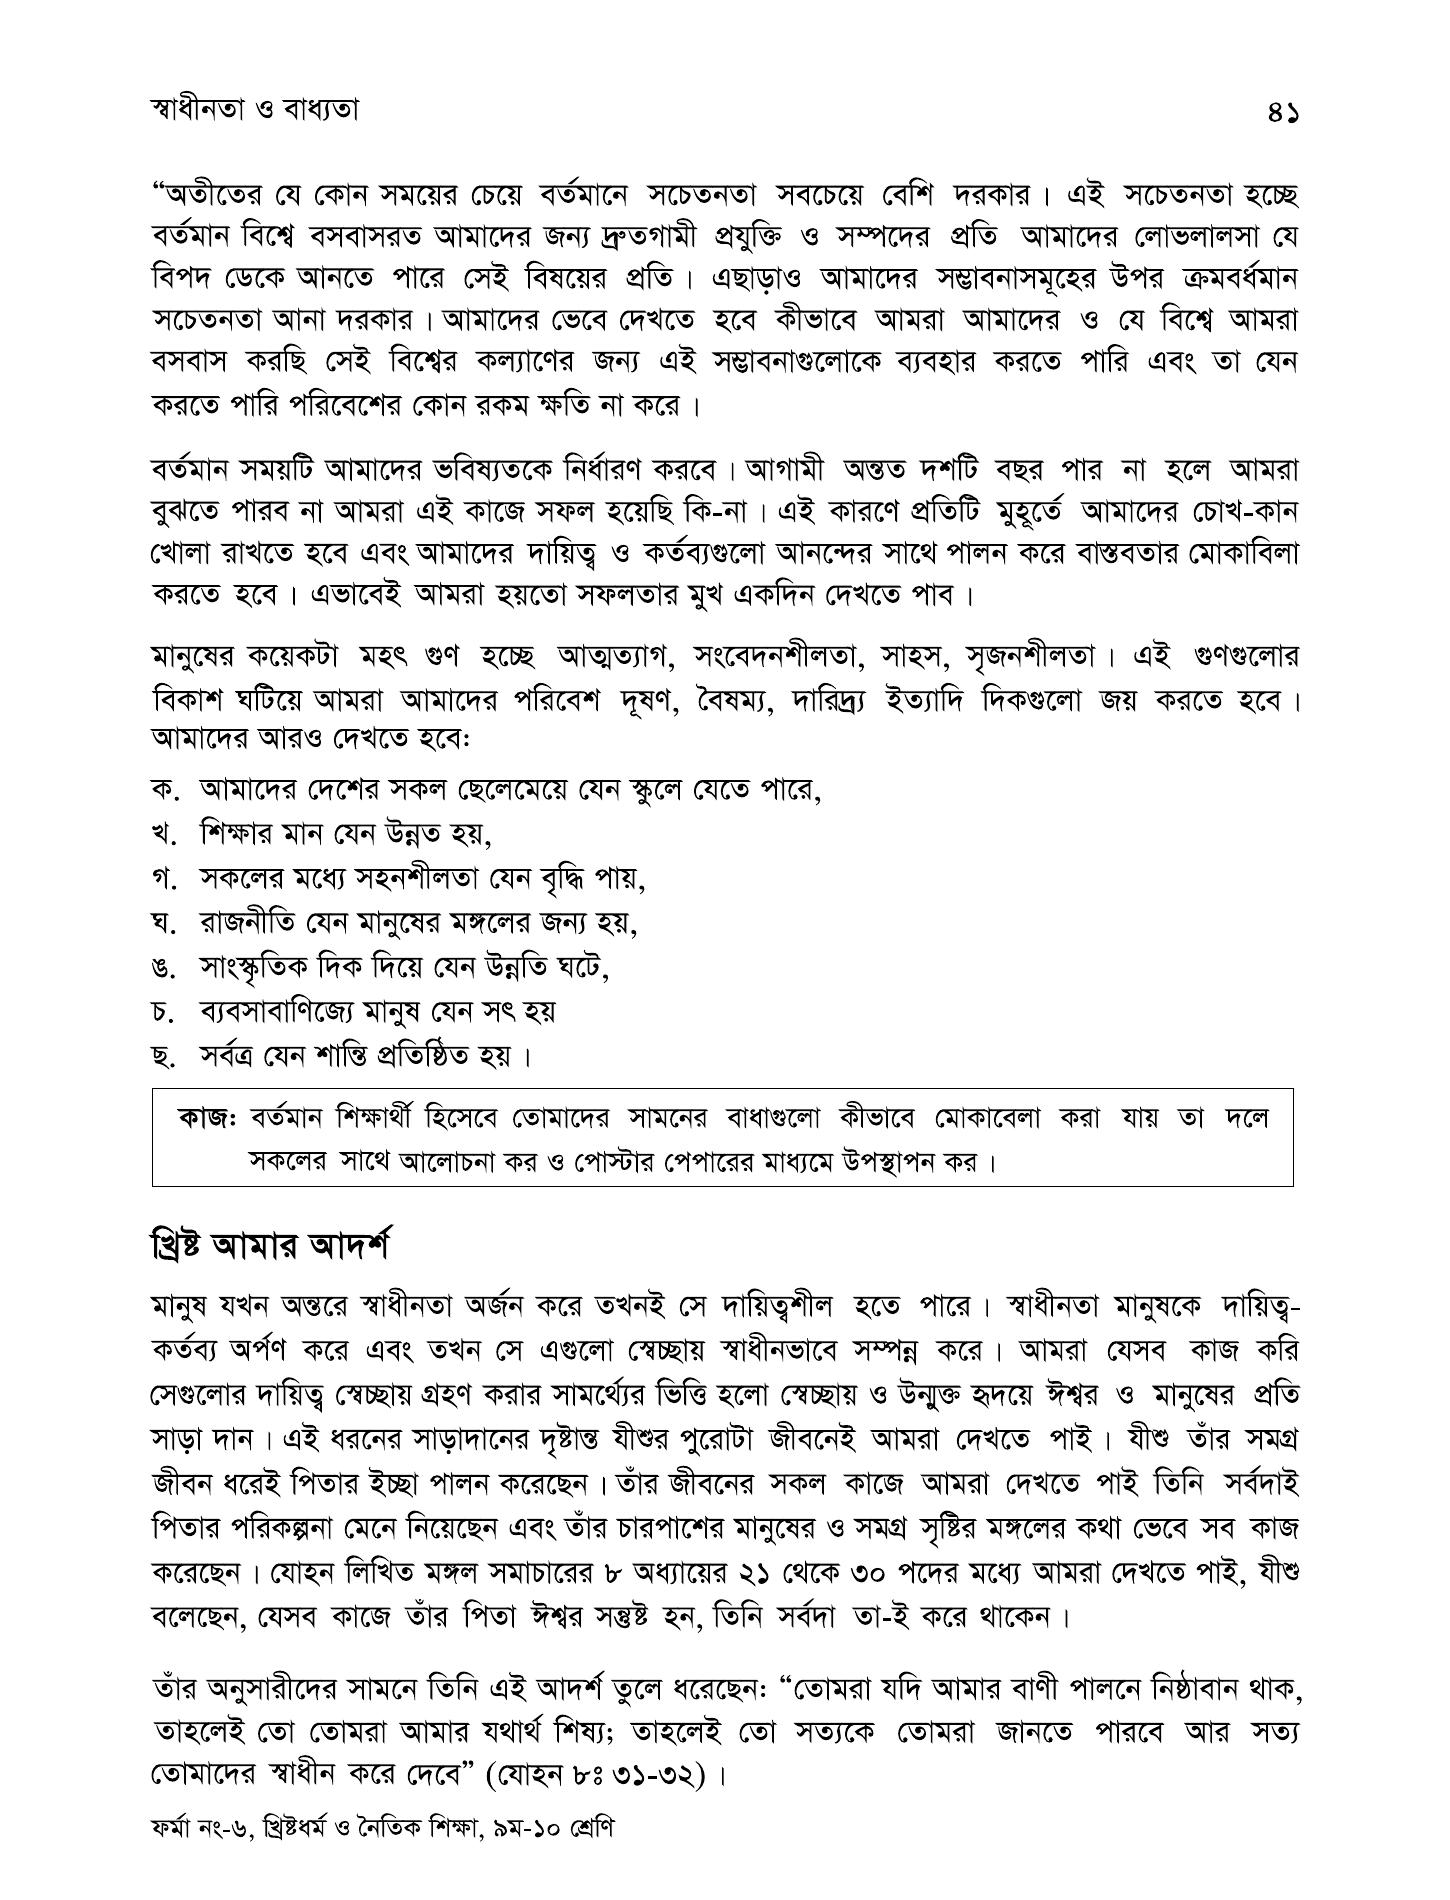 স্বাধীনতা ও বাধ্যতা
৪১
“অতীতের যে কোন সময়ের চেয়ে বর্তমানে সচেতনতা সবচেয়ে বেশি দরকার। এই সচেতনতা হচ্ছে
বর্তমান বিশ্বে বসবাসরত আমাদের জন্য দ্রুতগামী প্রযুক্তি ও সম্পদের প্রতি আমাদের লোভলালসা যে
বিপদ ডেকে আনতে পারে সেই বিষয়ের প্রতি। এছাড়াও আমাদের সম্ভাবনাসমূহের উপর ক্রমবর্ধমান
সচেতনতা আনা দরকার। আমাদের ভেবে দেখতে হবে কীভাবে আমরা আমাদের ও যে বিশ্বে আমরা
বসবাস করছি সেই বিশ্বের কল্যাণের জন্য এই সম্ভাবনাগুলোকে ব্যবহার করতে পারি এবং তা যেন
করতে পারি পরিবেশের কোন রকম ক্ষতি না করে।
বর্তমান সময়টি আমাদের ভবিষ্যতকে নির্ধারণ করবে। আগামী অন্তত দশটি বছর পার না হলে আমরা
বুঝতে পারব না আমরা এই কাজে সফল হয়েছি কি-না। এই কারণে প্রতিটি মুহূর্তে আমাদের চোখ-কান
খোলা রাখতে হবে এবং আমাদের দায়িত্ব ও কর্তব্যগুলো আনন্দের সাথে পালন করে বাস্তবতার মোকাবিলা
করতে হবে। এভাবেই আমরা হয়তো সফলতার মুখ একদিন দেখতে পাব।
মানুষের কয়েকটা মহৎ গুণ হচ্ছে আত্মত্যাগ, সংবেদনশীলতা, সাহস, সৃজনশীলতা। এই গুণগুলোর
বিকাশ ঘটিয়ে আমরা আমাদের পরিবেশ দূষণ, বৈষম্য, দারিদ্র্য ইত্যাদি দিকগুলো জয় করতে হবে।
আমাদের আরও দেখতে হবে:
ক. আমাদের দেশের সকল ছেলেমেয়ে যেন স্কুলে যেতে পারে,
খ. শিক্ষার মান যেন উন্নত হয়,
গ. সকলের মধ্যে সহনশীলতা যেন বৃদ্ধি পায়,
ঘ. রাজনীতি যেন মানুষের মঙ্গলের জন্য হয়,
ঙ. সাংস্কৃতিক দিক দিয়ে যেন উন্নতি ঘটে,
চ. ব্যবসাবাণিজ্যে মানুষ যেন সৎ হয়
ছ. সর্বত্র যেন শান্তি প্রতিষ্ঠিত হয়।
কাজ: বর্তমান শিক্ষার্থী হিসেবে তোমাদের সামনের বাধাগুলো কীভাবে মোকাবেলা করা যায় তা দলে
সকলের সাথে আলোচনা কর ও পোস্টার পেপারের মাধ্যমে উপস্থাপন কর।
খ্রিষ্ট আমার আদর্শ
মানুষ যখন অন্তরে স্বাধীনতা অর্জন করে তখনই সে দায়িত্বশীল হতে পারে। স্বাধীনতা মানুষকে দায়িত্ব-
কর্তব্য অর্পণ করে এবং তখন সে এগুলো স্বেচ্ছায় স্বাধীনভাবে সম্পন্ন করে। আমরা যেসব কাজ করি
সেগুলোর দায়িত্ব স্বেচ্ছায় গ্রহণ করার সামর্থ্যের ভিত্তি হলো স্বেচ্ছায় ও উন্মুক্ত হৃদয়ে ঈশ্বর ও মানুষের প্রতি
সাড়া দান। এই ধরনের সাড়াদানের দৃষ্টান্ত যীশুর পুরোটা জীবনেই আমরা দেখতে পাই। যীশু তাঁর সমগ্র
জীবন ধরেই পিতার ইচ্ছা পালন করেছেন। তাঁর জীবনের সকল কাজে আমরা দেখতে পাই তিনি সর্বদাই
পিতার পরিকল্পনা মেনে নিয়েছেন এবং তাঁর চারপাশের মানুষের ও সমগ্র সৃষ্টির মঙ্গলের কথা ভেবে সব কাজ
করেছেন। যোহন লিখিত মঙ্গল সমাচারের ৮ অধ্যায়ের ২১ থেকে ৩০ পদের মধ্যে আমরা দেখতে পাই, যীশু
বলেছেন, যেসব কাজে তাঁর পিতা ঈশ্বর সন্তুষ্ট হন, তিনি সর্বদা তা-ই করে থাকেন।
তাঁর অনুসারীদের সামনে তিনি এই আদর্শ তুলে ধরেছেন: “তোমরা যদি আমার বাণী পালনে নিষ্ঠাবান থাক,
তাহলেই তো তোমরা আমার যথার্থ শিষ্য; তাহলেই তো সত্যকে তোমরা জানতে পারবে আর সত্য
তোমাদের স্বাধীন করে দেবে” (যোহন ৮ঃ ৩১-৩২)।
ফর্মা নং-৬, খ্রিষ্টধর্ম ও নৈতিক শিক্ষা, ৯ম-১০ শ্রেণি